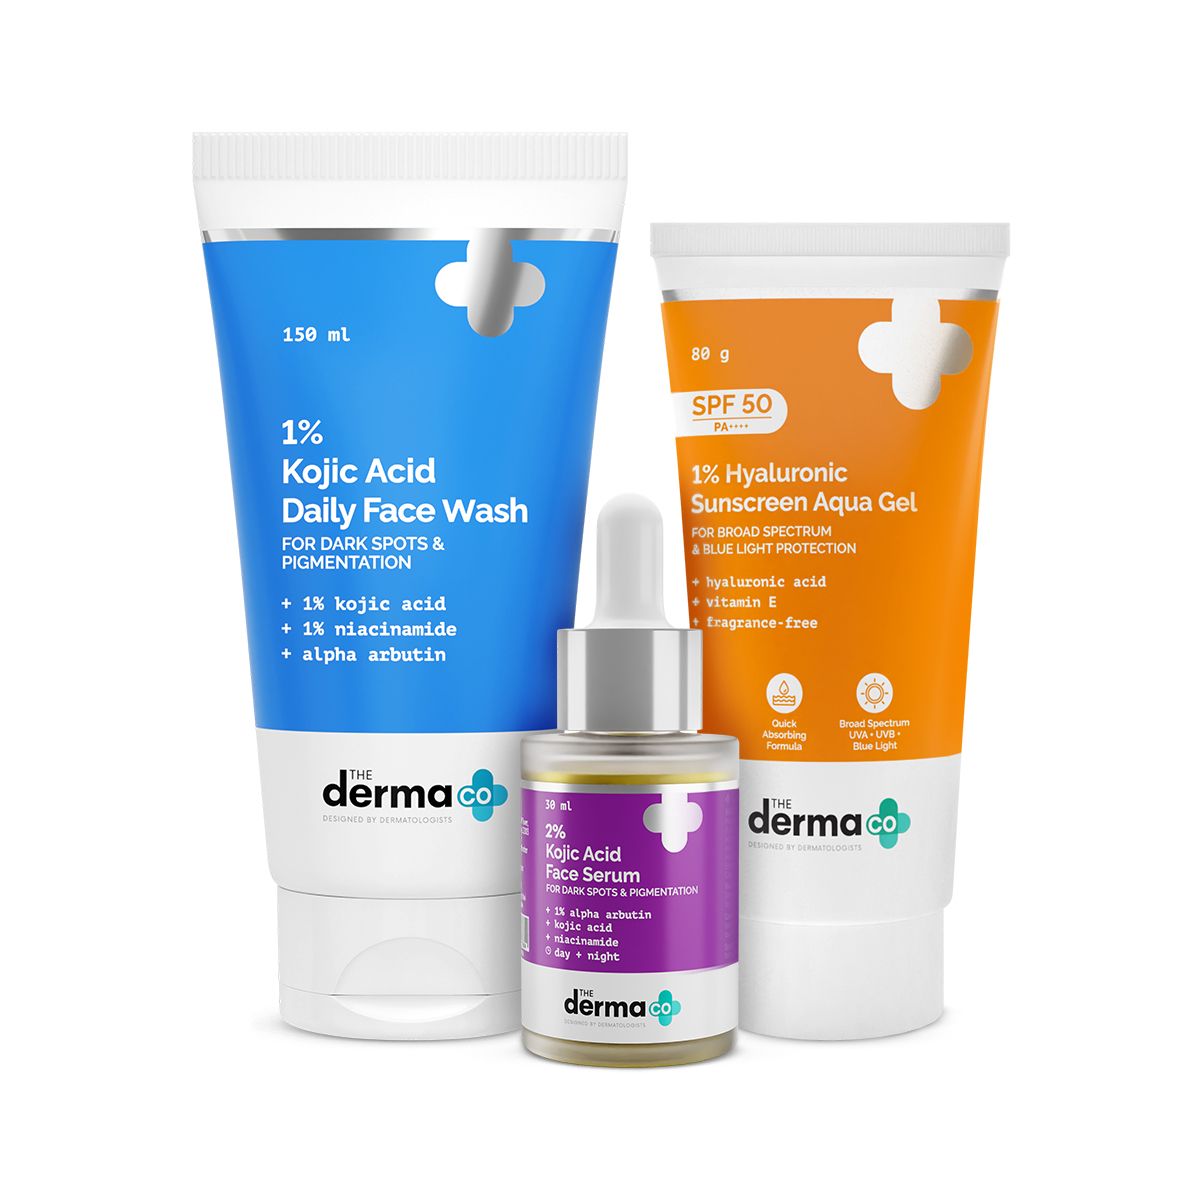 150 ml
1%
Kojic Acid
Daily Face Wash
FOR DARK SPOTS &
PIGMENTATION
+ 1% kojic acid
+ 1% niacinamide
+ alpha arbutin
THE
derma co
DESIGNED BY DERMATOLOGISTS
30 ml
2%
Kojic Acid
Face Serum
FOR DARK SPOTS & PIGMENTATION
+ 1% alpha arbutin
+ kojic acid
+ niacinamide
day + night
THE
derma co
DESIGNED BY DERMATOLOGISTS
80 g
SPF 50
PA++++
1% Hyaluronic
Sunscreen Aqua Gel
FOR BROAD SPECTRUM
& BLUE LIGHT PROTECTION
+ hyaluronic acid
+ vitamin E
+ fragrance-free
Quick
Absorbing
Formula
Broad Spectrum
UVA • UVB •
Blue Light
THE
derma co
DESIGNED BY DERMATOLOGISTS